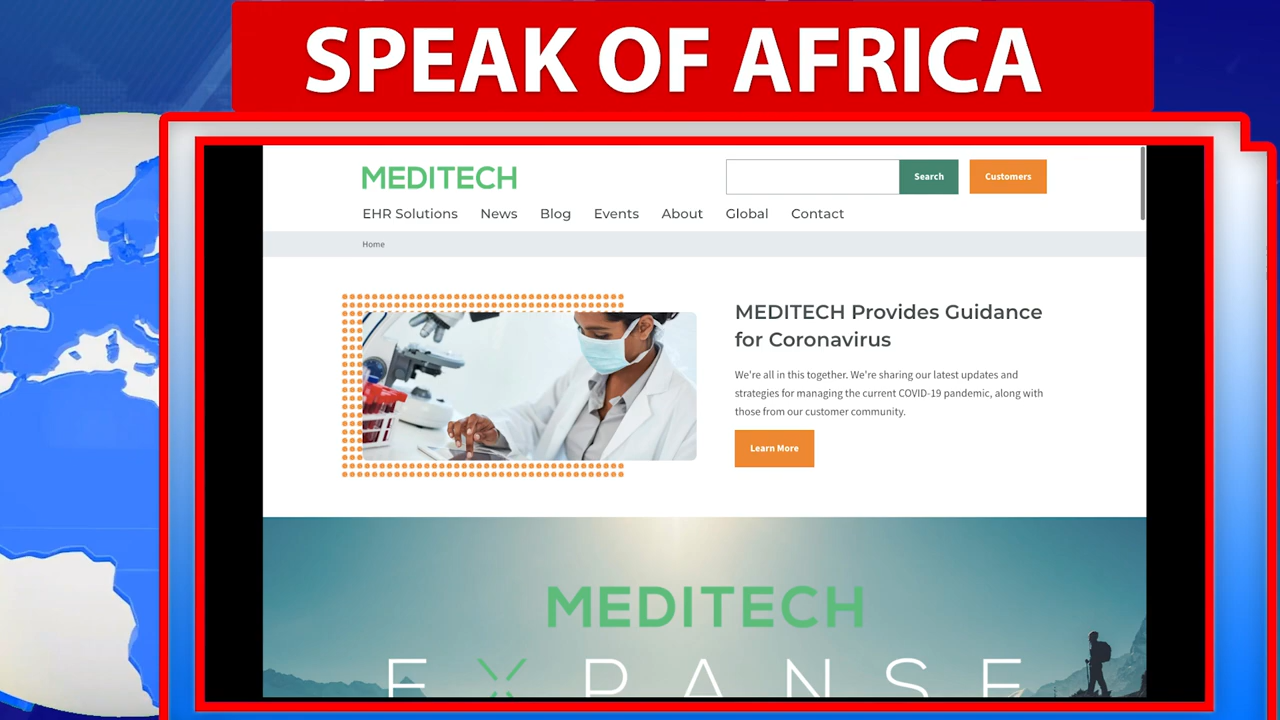 SPEAK OF AFRICA
MEDITECH
Search
Customers
EHR Solutions News Blog Events About Global Contact
Home
MEDITECH Provides Guidance
for Coronavirus
We're all in this together. We're sharing our latest updates and
strategies for managing the current COVID-19 pandemic, along with
those from our customer community.
Learn More
MEDITECH
EXPANSE